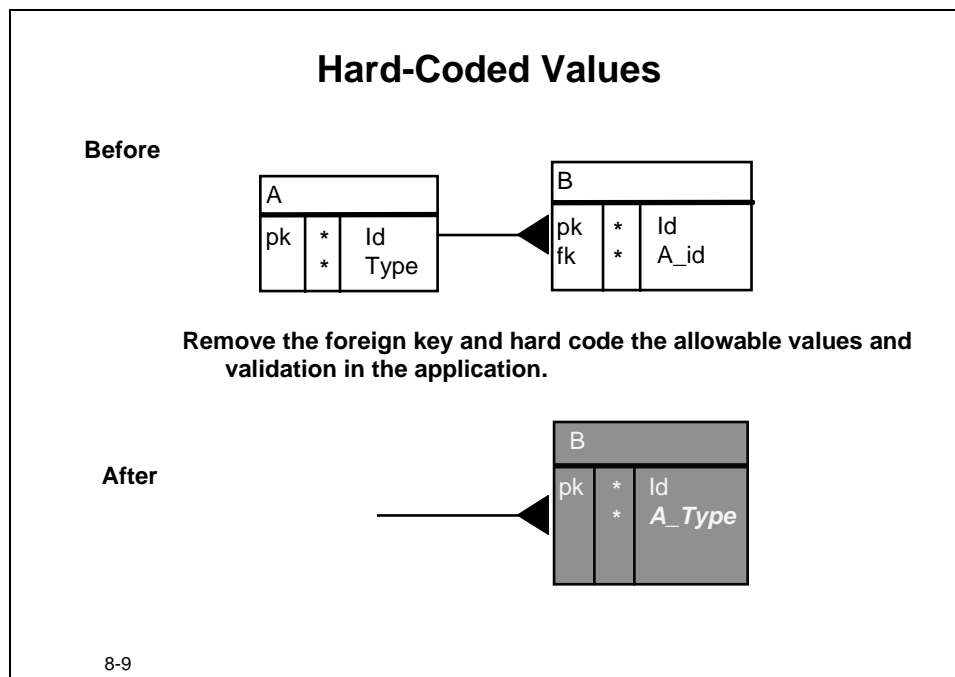 Hard-Coded Values
Before
A
pk * Id
* Type
B
pk * Id
fk * A_id
Remove the foreign key and hard code the allowable values and
validation in the application.
After
B
pk * Id
* A_Type
8-9